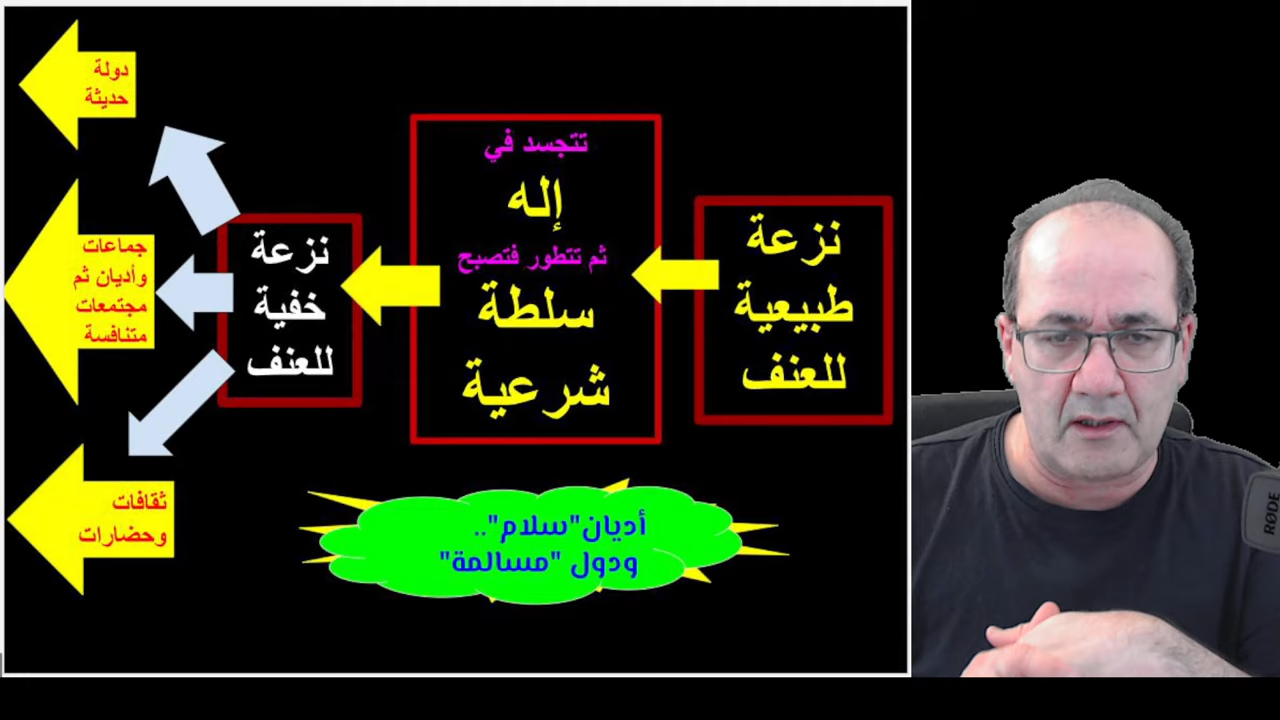 نزعة
طبيعية
للعنف
تتجسد في
إله
ثم تتطور فتصبح
سلطة
شرعية
نزعة
خفية
للعنف
دولة
حديثة
جماعات
وأديان ثم
مجتمعات
متنافسة
ثقافات
وحضارات
أديان"سلام"..
ودول "مسالمة"
RØDE